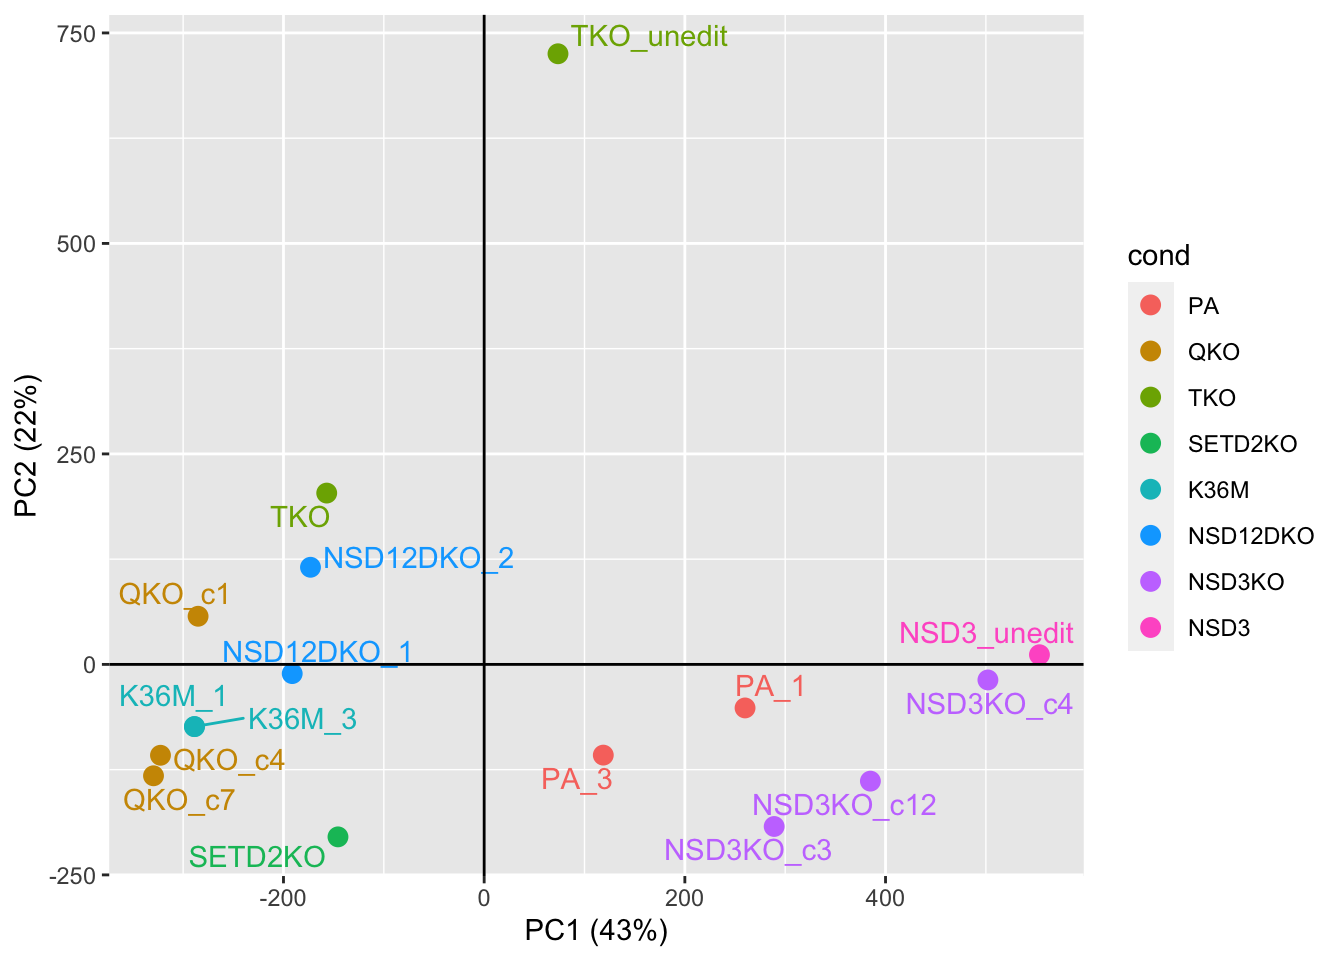 750
500
250
0
-250
PC2 (22%)
TKO_unedit
TKO
NSD12DKO_2
QKO_c1
NSD12DKO_1
NSD3_unedit
K36M_1
PA_1
NSD3KO_c4
K36M_3
QKO_c4
PA_3
QKO_c7
NSD3KO_c12
NSD3KO_c3
SETD2KO
-200
0
200
400
PC1 (43%)
cond
PA
QKO
TKO
SETD2KO
K36M
NSD12DKO
NSD3KO
NSD3